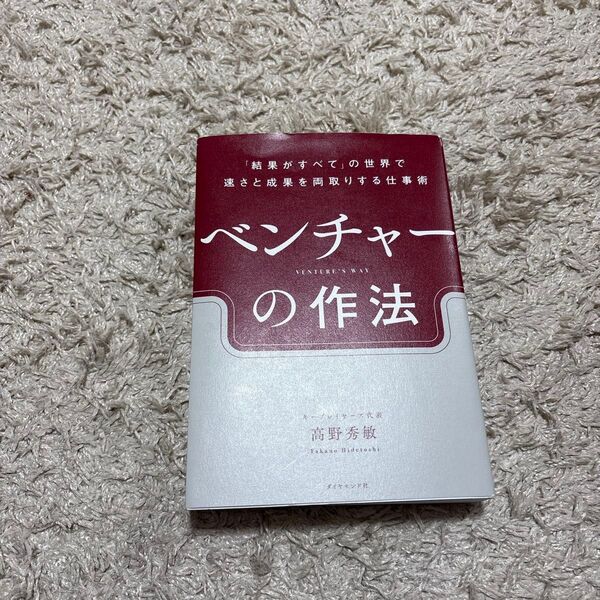 「結果がすべて」の世界で
速さと成果を両取りする仕事術
ベンチャー
VENTURE'S WAY
の作法
キープレイヤーズ代表
高野秀敏
Takano Hidetoshi
ダイヤモンド社